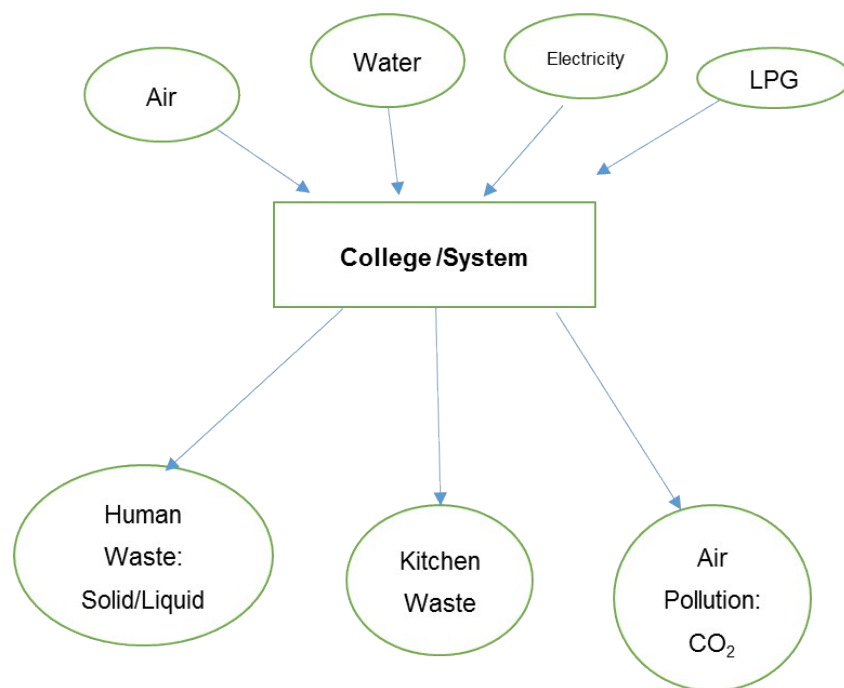 Air
Water
Electricity
LPG
College/System
Human
Waste:
Solid/Liquid
Kitchen
Waste
Air
Pollution:
CO₂